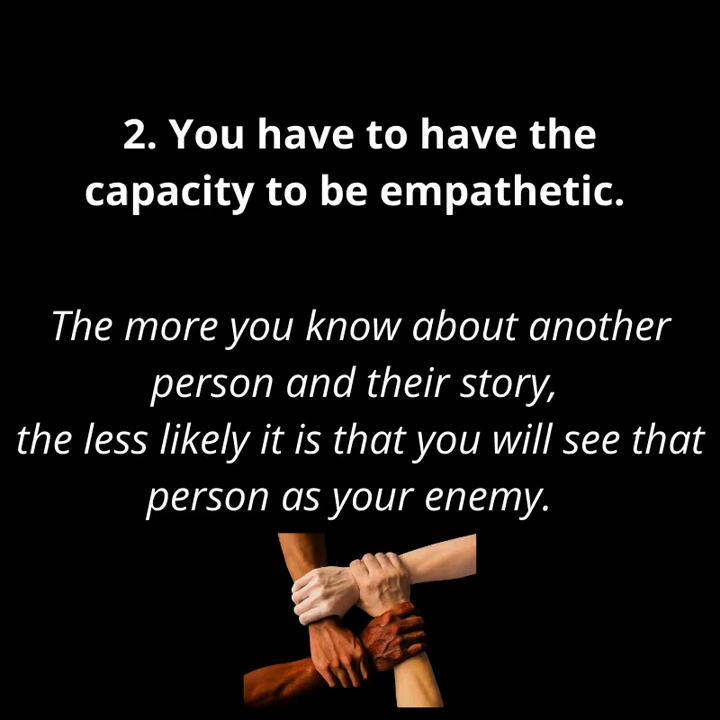 2. You have to have the
capacity to be empathetic.
The more you know about another
person and their story,
the less likely it is that you will see that
person as your enemy.